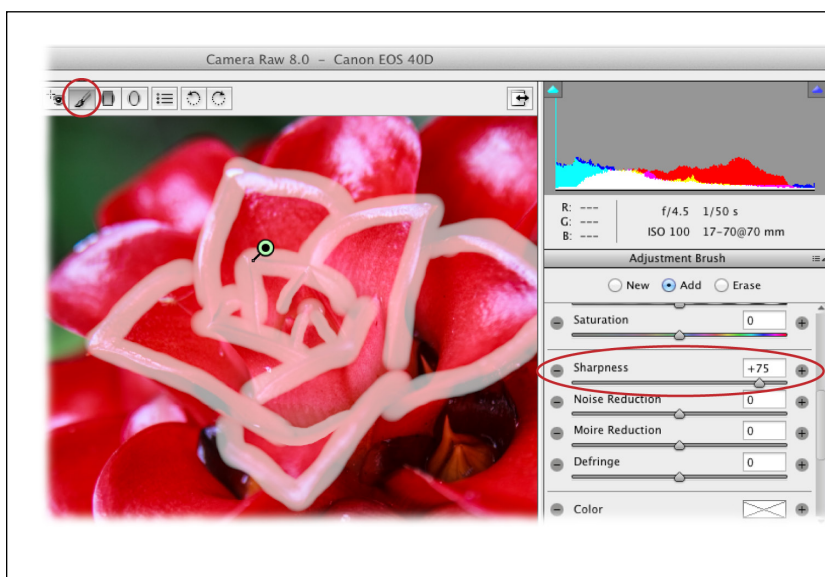 Camera Raw 8.0 – Canon EOS 40D
R: ---
G: ---
B: ---
f/4.5 1/50 s
ISO 100 17-70@70 mm
Adjustment Brush
New Add Erase
Saturation 0
Sharpness +75
Noise Reduction 0
Moire Reduction 0
Defringe 0
Color